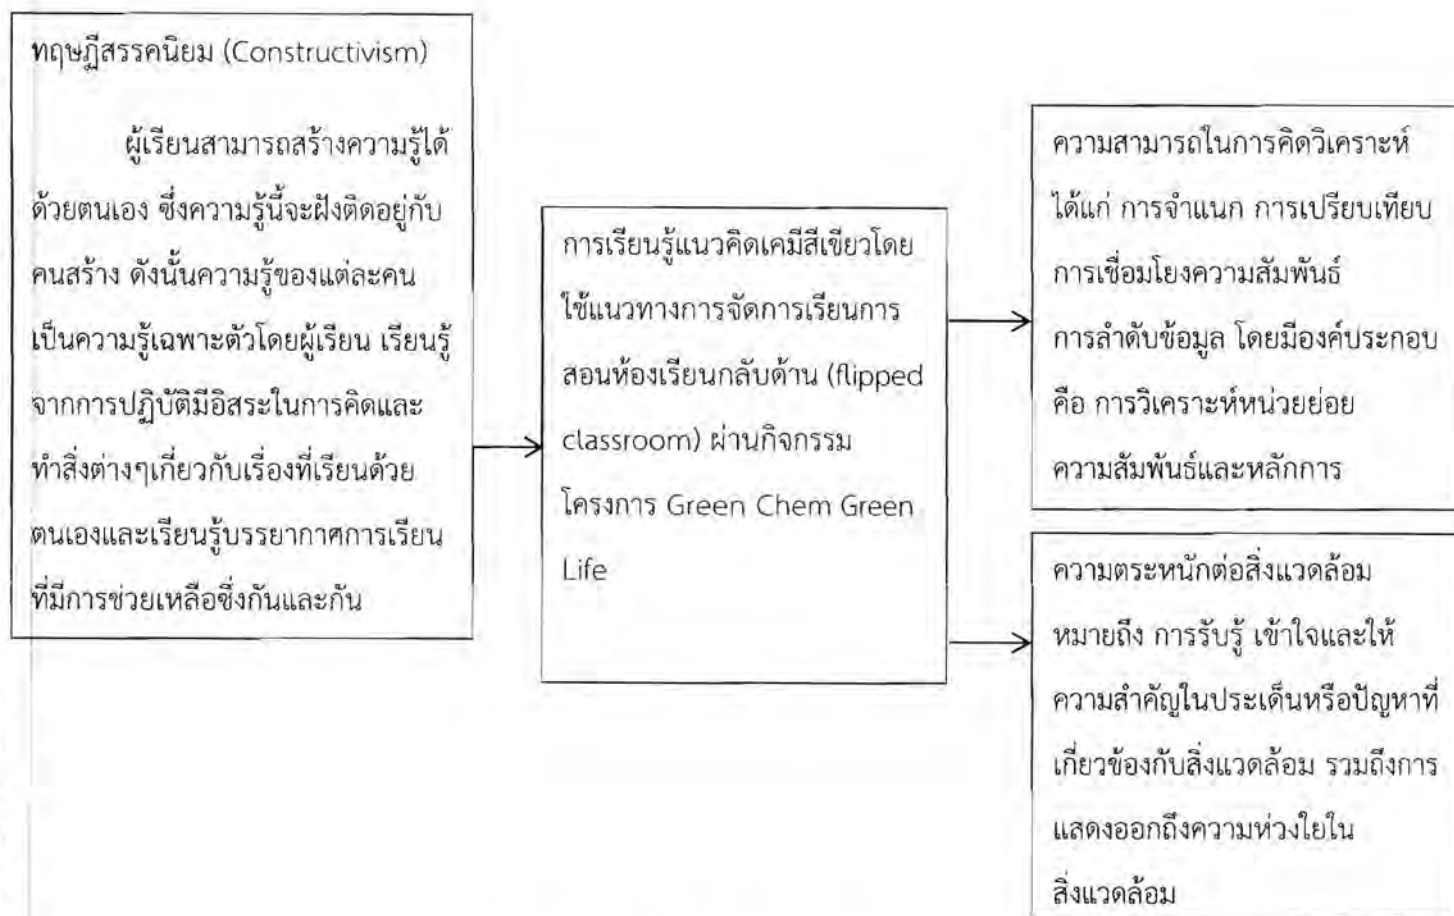 ทฤษฎีสรรคนิยม (Constructivism)
ผู้เรียนสามารถสร้างความรู้ได้
ด้วยตนเอง ซึ่งความรู้นี้จะฝังติดอยู่กับ
คนสร้าง ดังนั้นความรู้ของแต่ละคน
เป็นความรู้เฉพาะตัวโดยผู้เรียน เรียนรู้
จากการปฏิบัติมีอิสระในการคิดและ
ทำสิ่งต่างๆเกี่ยวกับเรื่องที่เรียนด้วย
ตนเองและเรียนรู้บรรยากาศการเรียน
ที่มีการช่วยเหลือซึ่งกันและกัน
การเรียนรู้แนวคิดเคมีสีเขียวโดย
ใช้แนวทางการจัดการเรียนการ
สอนห้องเรียนกลับด้าน (flipped
classroom) ผ่านกิจกรรม
โครงการ Green Chem Green
Life
ความสามารถในการคิดวิเคราะห์
ได้แก่ การจำแนก การเปรียบเทียบ
การเชื่อมโยงความสัมพันธ์
การลำดับข้อมูล โดยมีองค์ประกอบ
คือ การวิเคราะห์หน่วยย่อย
ความสัมพันธ์และหลักการ
ความตระหนักต่อสิ่งแวดล้อม
หมายถึง การรับรู้ เข้าใจและให้
ความสำคัญในประเด็นหรือปัญหาที่
เกี่ยวข้องกับสิ่งแวดล้อม รวมถึงการ
แสดงออกถึงความห่วงใยใน
สิ่งแวดล้อม